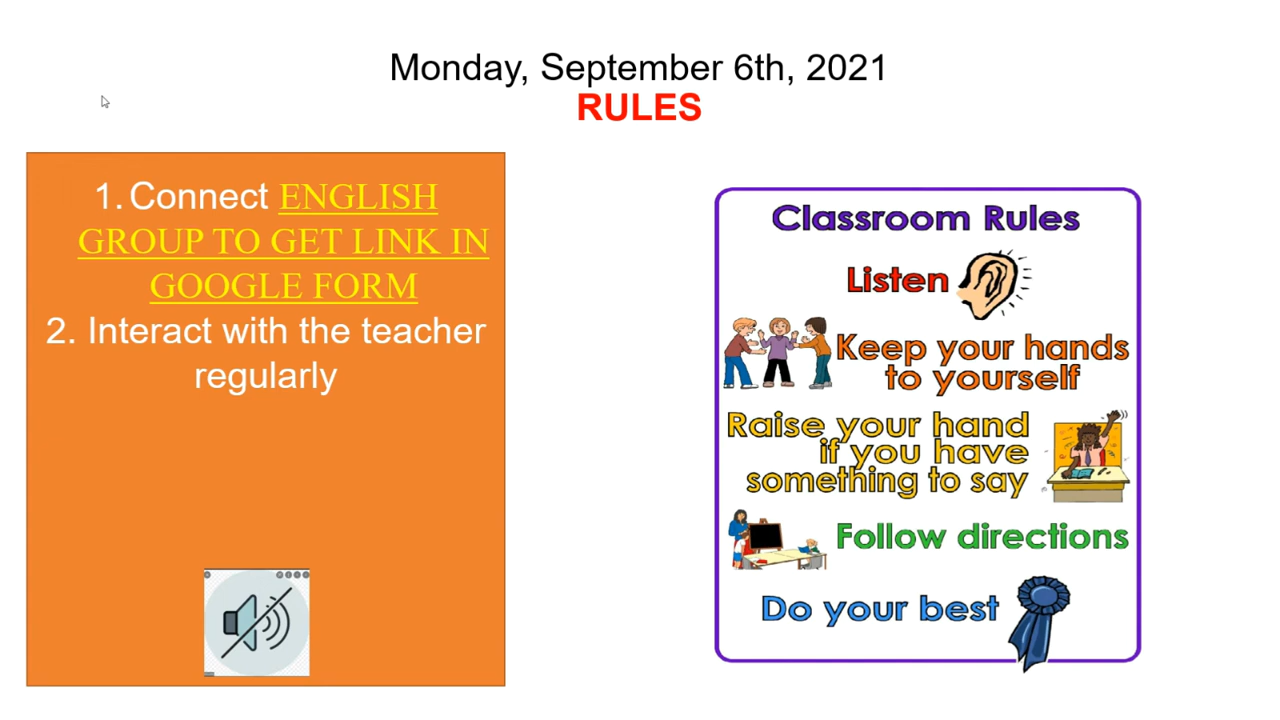 Monday, September 6th, 2021
RULES
1. Connect ENGLISH
GROUP TO GET LINK IN
GOOGLE FORM
2. Interact with the teacher
regularly
Classroom Rules
Listen
Keep your hands
to yourself
Raise your hand
if you have
something to say
Follow directions
Do your best